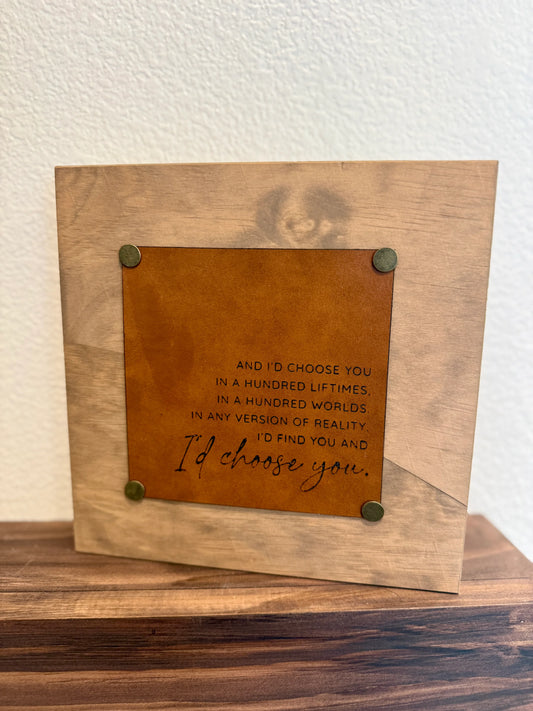 AND I'D CHOOSE YOU
IN A HUNDRED LIFTIMES,
IN A HUNDRED WORLDS.
IN ANY VERSION OF REALITY,
I'D FIND YOU AND
I'd choose you.